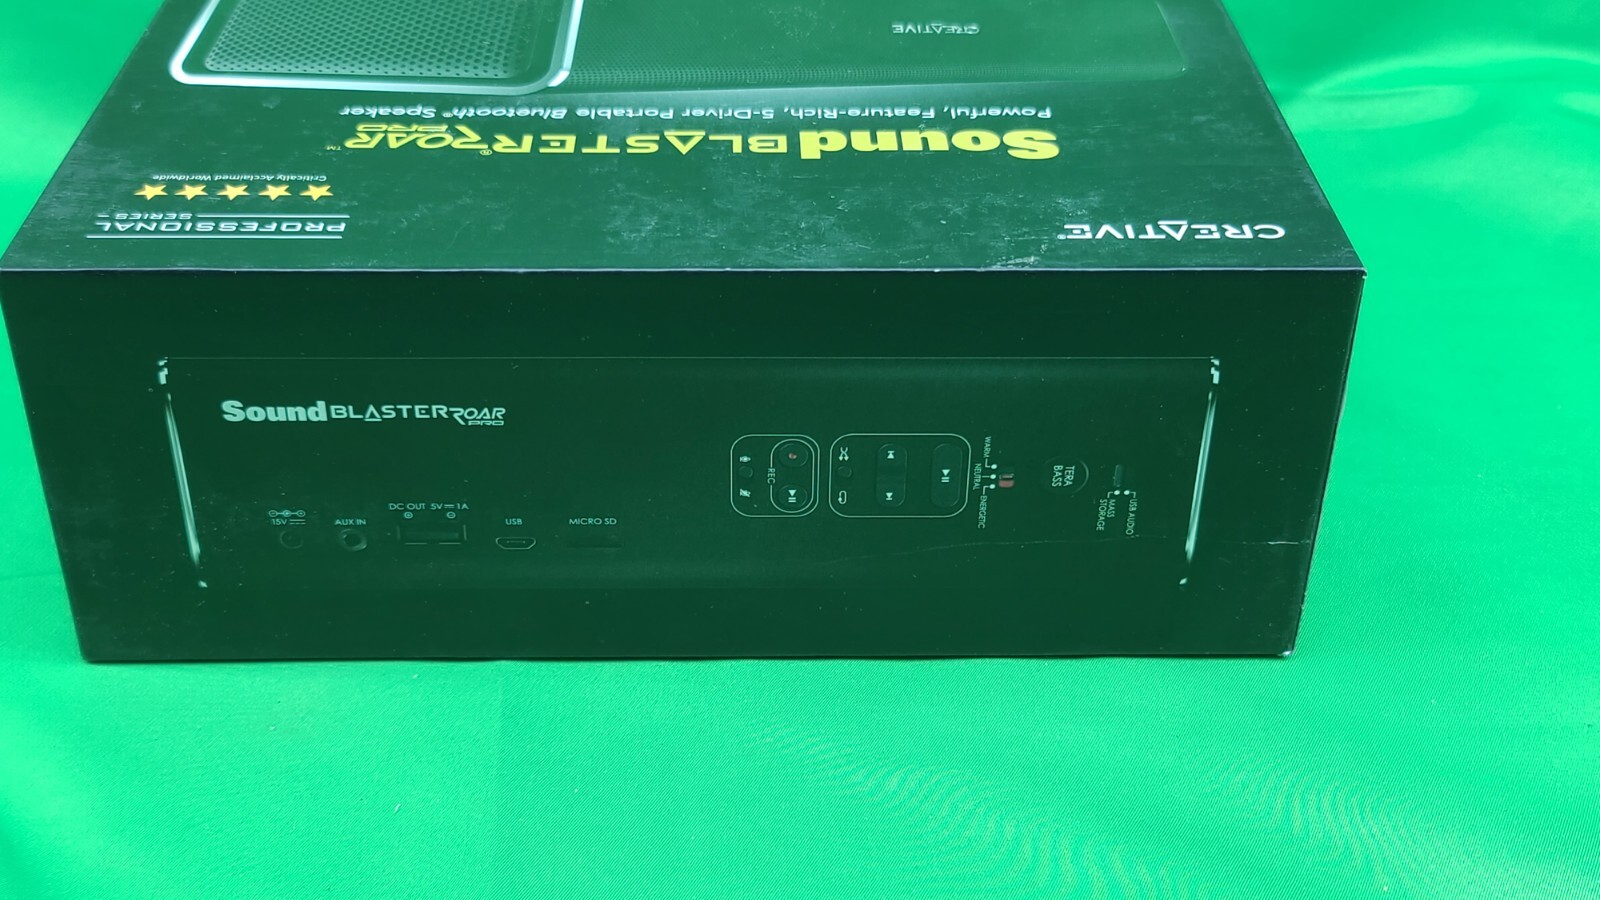 CREATIVE
Powerful, Feature-Rich, 5-Driver Portable Bluetooth® Speaker
Sound BLASTER® ROAR™
PRO
Critically Acclaimed Worldwide
PROFESSIONAL
SERIES
CREATIVE®
Sound BLASTER ROAR
PRO
15V
AUX IN
DC OUT 5V 1A
USB
MICRO SD
REC
WARM
NEUTRAL
ENERGETIC
TERA
BASS
USB AUDIO
MASS
STORAGE